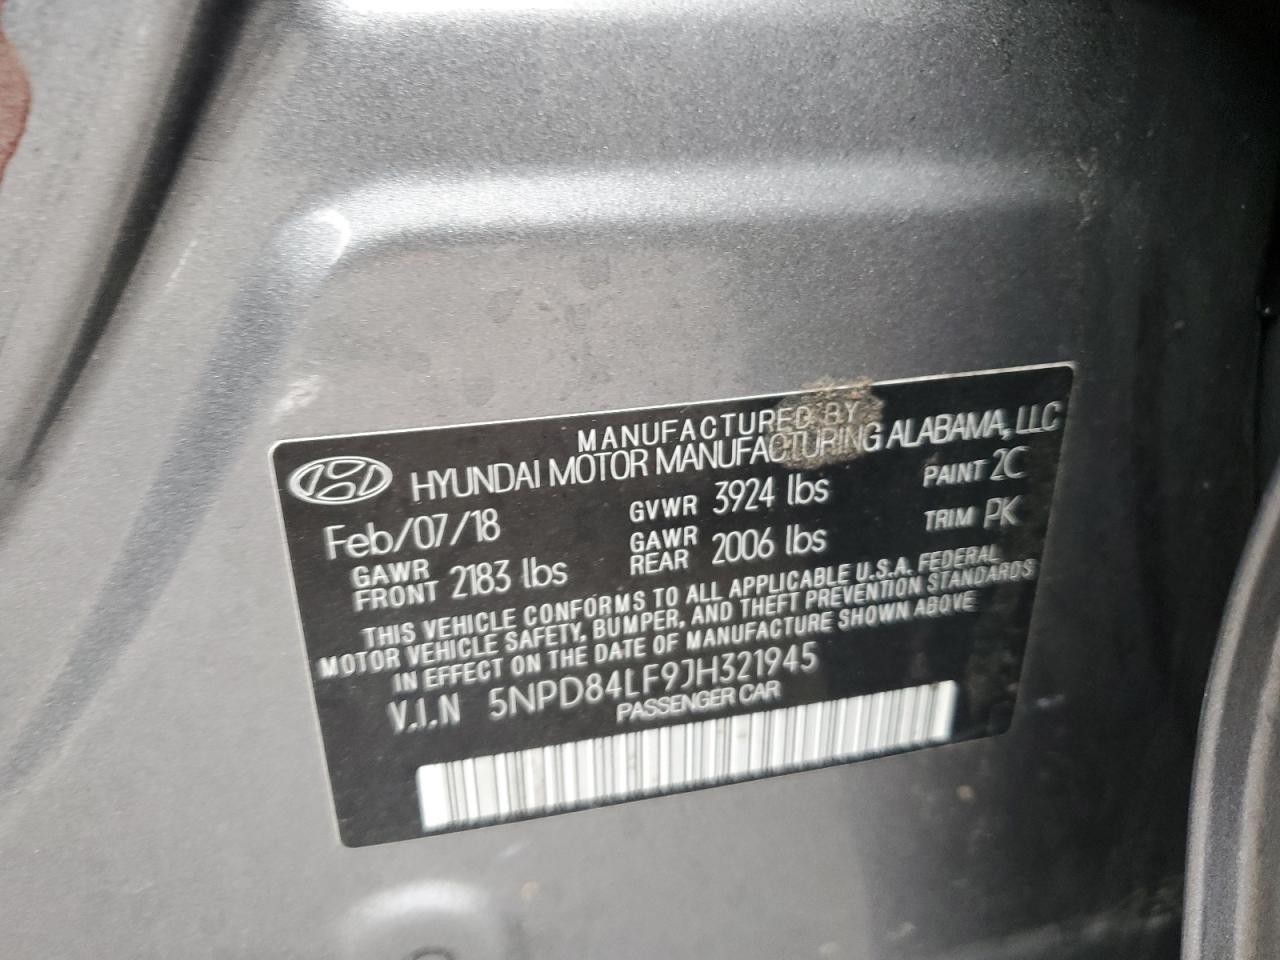 MANUFACTURED BY
HYUNDAI MOTOR MANUFACTURING ALABAMA, LLC
Feb/07/18 GVWR 3924 lbs PAINT 2C
GAWR FRONT 2183 lbs GAWR REAR 2006 lbs TRIM PK
THIS VEHICLE CONFORMS TO ALL APPLICABLE U.S.A. FEDERAL
MOTOR VEHICLE SAFETY, BUMPER, AND THEFT PREVENTION STANDARDS
IN EFFECT ON THE DATE OF MANUFACTURE SHOWN ABOVE
V.I.N 5NPD84LF9JH321945
PASSENGER CAR